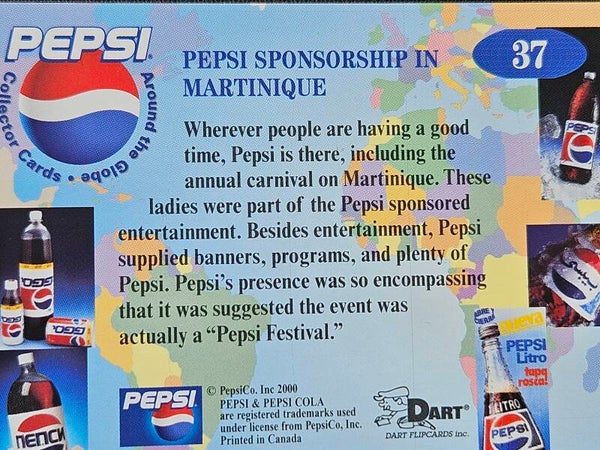 PEPSI
Around the Globe
Collector Cards •
PEPSI SPONSORSHIP IN
MARTINIQUE
37
Wherever people are having a good
time, Pepsi is there, including the
annual carnival on Martinique. These
ladies were part of the Pepsi sponsored
entertainment. Besides entertainment, Pepsi
supplied banners, programs, and plenty of
Pepsi. Pepsi's presence was so encompassing
that it was suggested the event was
actually a “Pepsi Festival.”
PEPSI
بيبسي
nueva
PEPSI
Litro
tapa
rosca!
LITRO
PEPSI
ПЕПСИ
PEPSI
© PepsiCo. Inc 2000
PEPSI & PEPSI COLA
are registered trademarks used
under license from PepsiCo, Inc.
Printed in Canada
DART®
DART FLIPCARDS Inc.